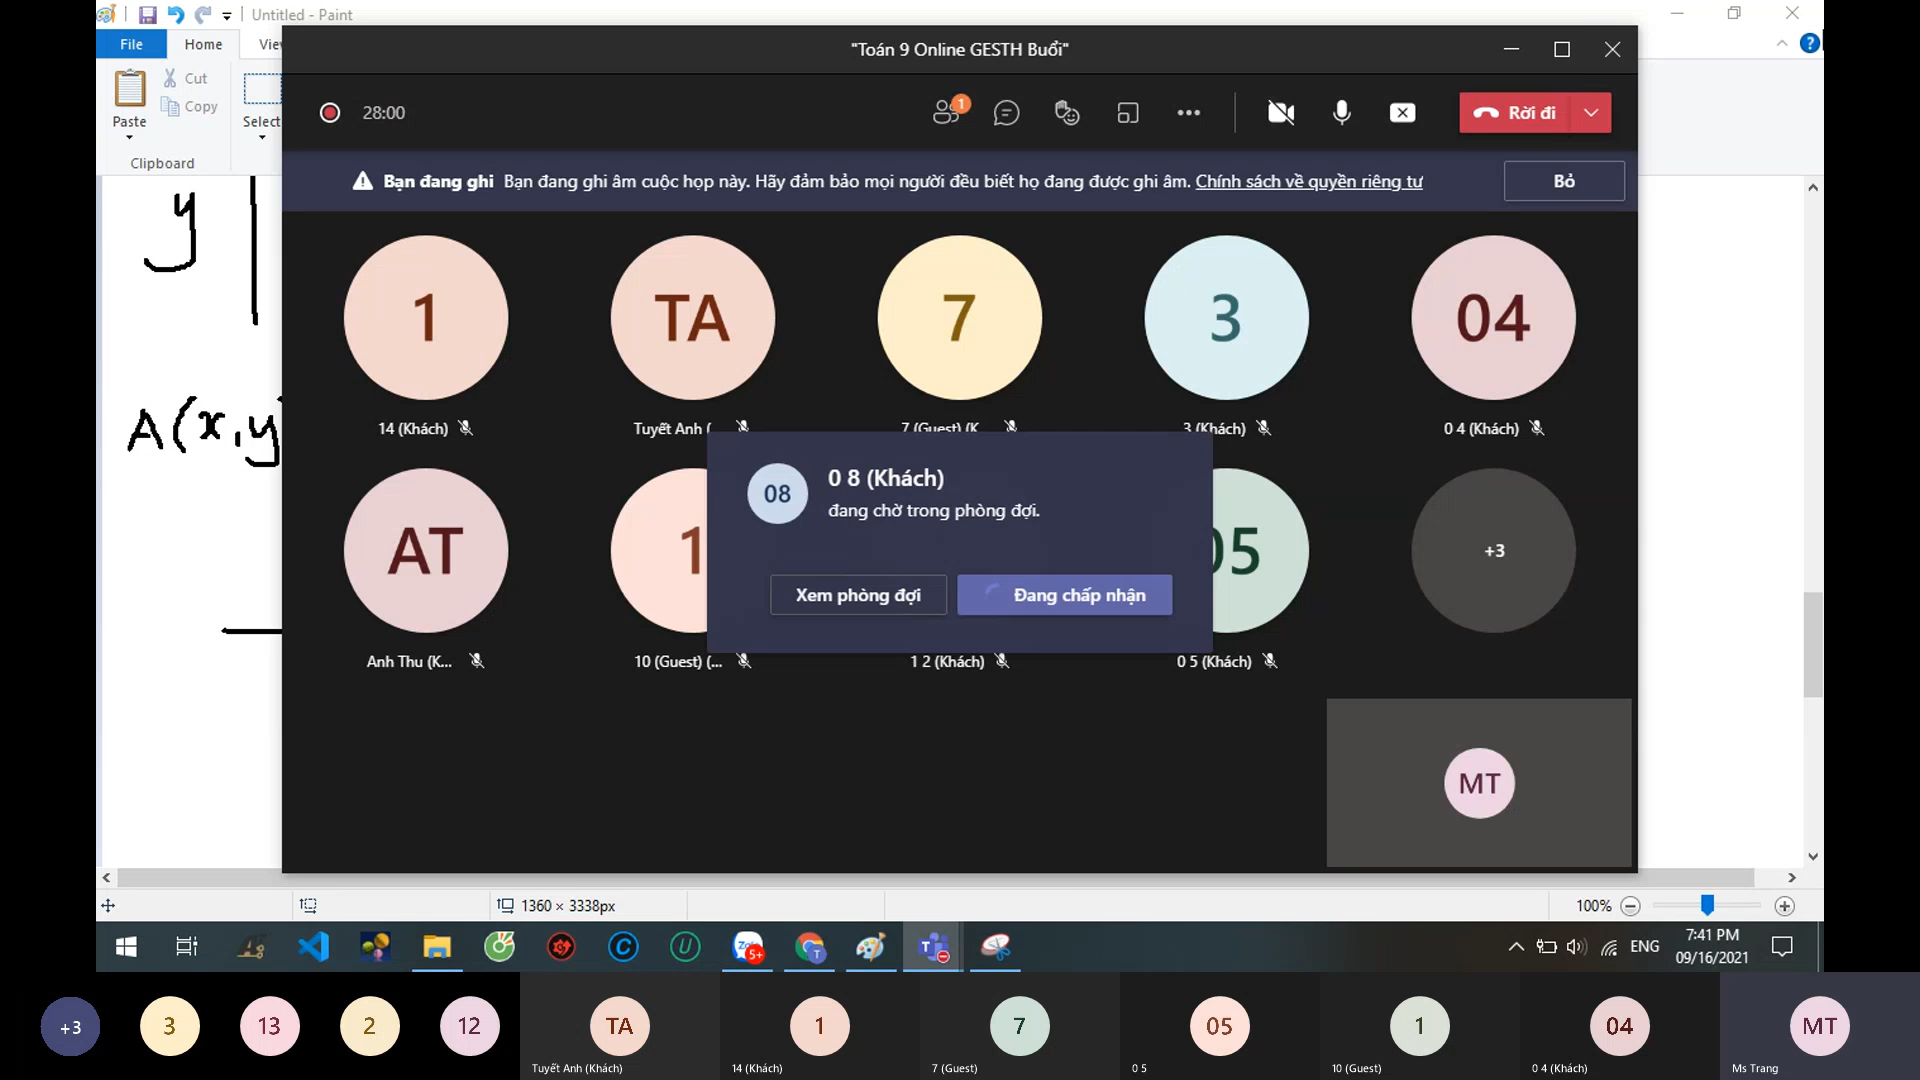 Untitled - Paint
"Toán 9 Online GESTH Buổi"
File
Home
Viev
Cut
Copy
Paste
Select
Clipboard
28:00
1
Rời đi
Bạn đang ghi Bạn đang ghi âm cuộc họp này. Hãy đảm bảo mọi người đều biết họ đang được ghi âm. Chính sách về quyền riêng tư
Bỏ
y
1
TA
7
3
04
14 (Khách)
Tuyết Anh (
7 (Guest) (K...
3 (Khách)
0 4 (Khách)
A(x,y
08
0 8 (Khách)
đang chờ trong phòng đợi.
Xem phòng đợi
Đang chấp nhận
AT
1
05
+3
Anh Thu (K...
10 (Guest) (...
1 2 (Khách)
0 5 (Khách)
MT
1360 × 3338px
100%
ENG
7:41 PM
09/16/2021
5+
+3
3
13
2
12
TA
1
7
05
1
04
MT
Tuyết Anh (Khách)
14 (Khách)
7 (Guest)
0 5
10 (Guest)
0 4 (Khách)
Ms Trang